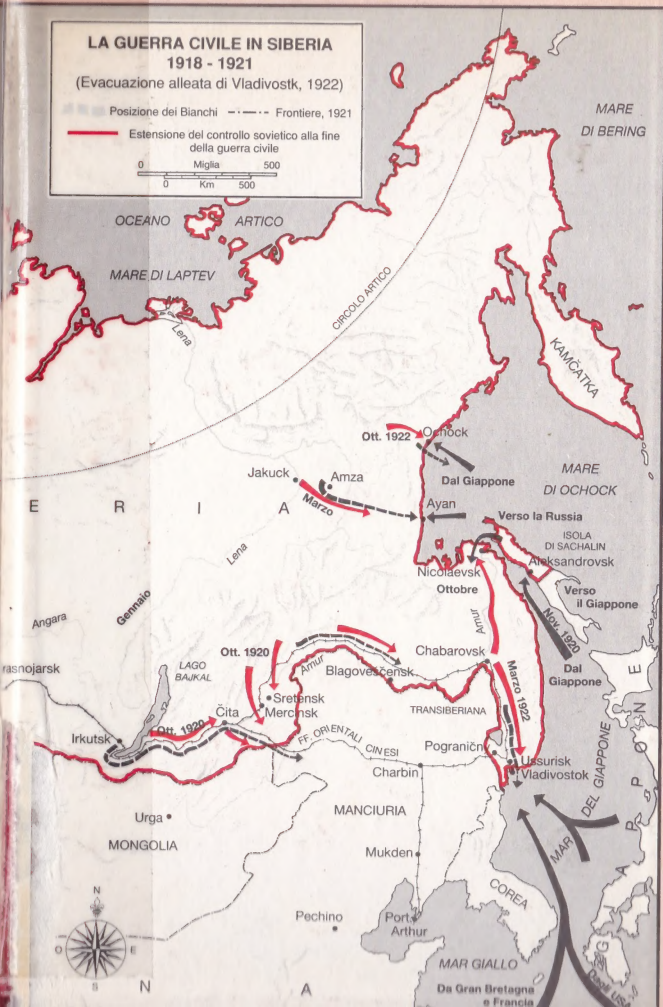 LA GUERRA CIVILE IN SIBERIA
1918 - 1921
(Evacuazione alleata di Vladivostk, 1922)
Posizione dei Bianchi
Frontiere, 1921
Estensione del controllo sovietico alla fine
della guerra civile
0 Miglia 500
0 Km 500
MARE
DI BERING
OCEANO ARTICO
MARE DI LAPTEV
Lena
CIRCOLO ARTICO
KAMČATKA
Ott. 1922
Ochock
Dal Giappone
MARE
DI OCHOCK
Jakuck
Amza
Marzo
Ayan
Verso la Russia
E R I A
ISOLA
DI SACHALIN
Aleksandrovsk
Lena
Nicolaevsk
Ottobre
Verso
il Giappone
Gennaio
Angara
Amur
Nov. 1920
Dal
Giappone
Ott. 1920
Chabarovsk
rasnojarsk
LAGO
BAJKAL
Amur
Blagoveščensk
Marzo 1922
Sretensk
Mercinsk
TRANSIBERIANA
Ott. 1920
Čita
Irkutsk
FF. ORIENTALI CINESI
Pograničn
Ussurisk
Vladivostok
Charbin
MAR DEL GIAPPONE
GIAPPONE
Urga
MONGOLIA
MANCIURIA
Mukden
COREA
N
O E
S
Pechino
Port
Arthur
MAR GIALLO
N A
Da Gran Bretagna
e Francia